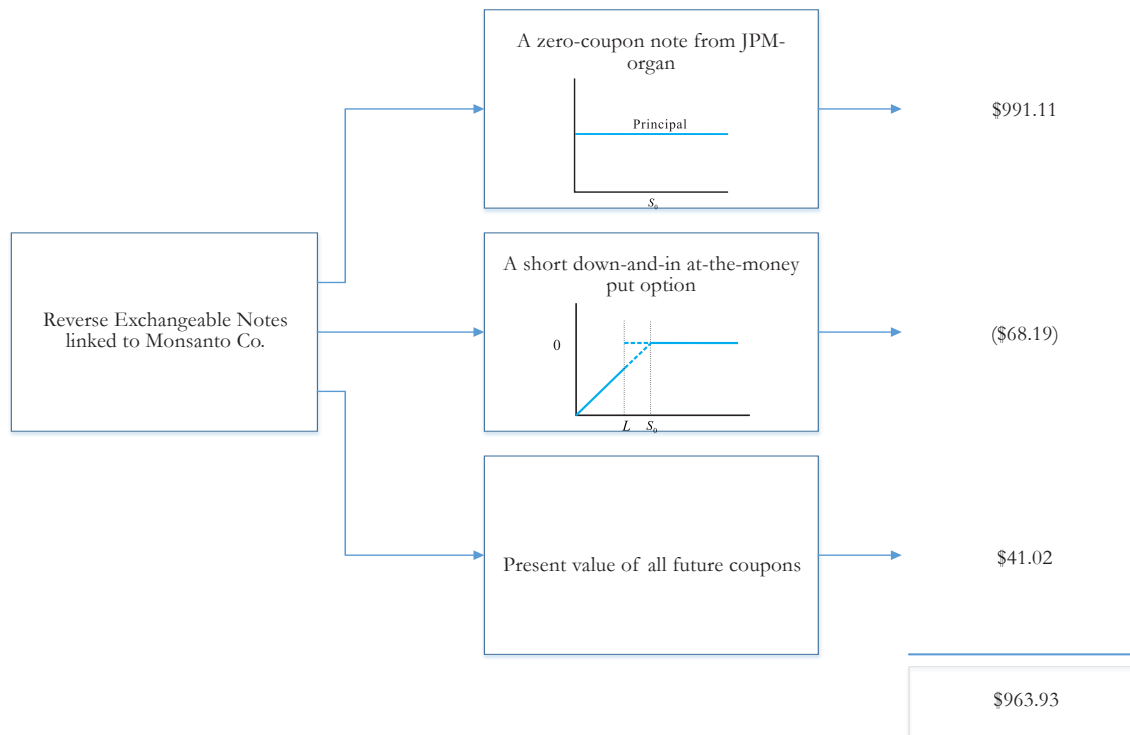 A zero-coupon note from JPM-
organ
Principal
S₀
$991.11
Reverse Exchangeable Notes
linked to Monsanto Co.
A short down-and-in at-the-money
put option
0
L S₀
($68.19)
Present value of all future coupons
$41.02
$963.93